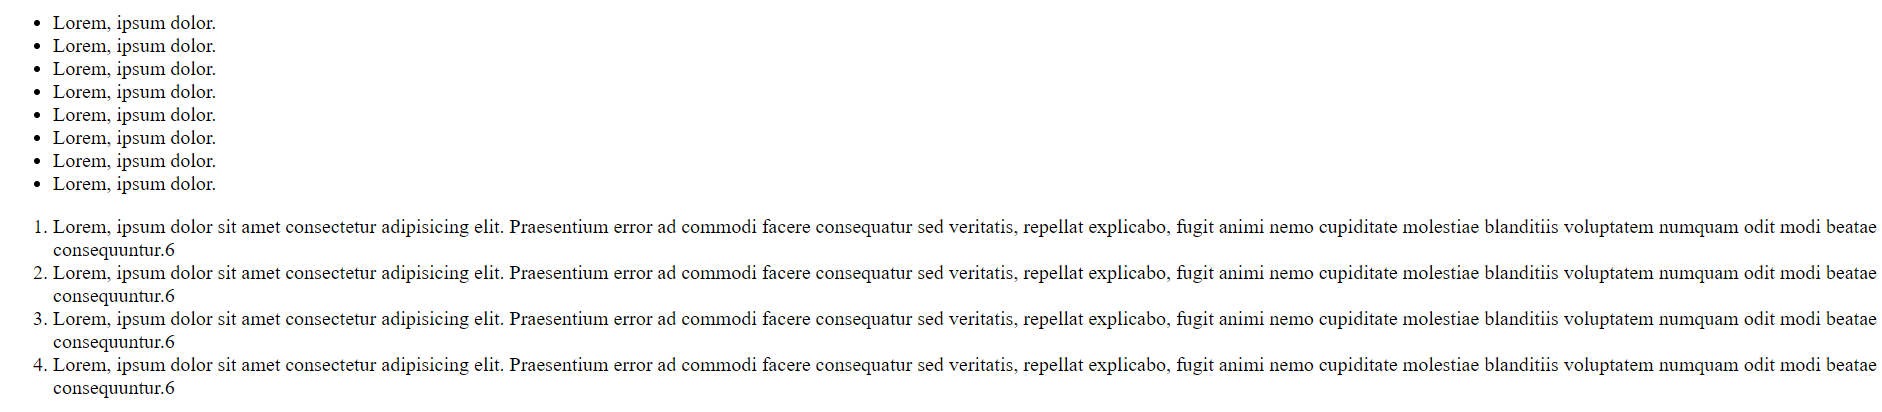 • Lorem, ipsum dolor.
• Lorem, ipsum dolor.
• Lorem, ipsum dolor.
• Lorem, ipsum dolor.
• Lorem, ipsum dolor.
• Lorem, ipsum dolor.
• Lorem, ipsum dolor.
• Lorem, ipsum dolor.
1. Lorem, ipsum dolor sit amet consectetur adipisicing elit. Praesentium error ad commodi facere consequatur sed veritatis, repellat explicabo, fugit animi nemo cupiditate molestiae blanditiis voluptatem numquam odit modi beatae
consequuntur.6
2. Lorem, ipsum dolor sit amet consectetur adipisicing elit. Praesentium error ad commodi facere consequatur sed veritatis, repellat explicabo, fugit animi nemo cupiditate molestiae blanditiis voluptatem numquam odit modi beatae
consequuntur.6
3. Lorem, ipsum dolor sit amet consectetur adipisicing elit. Praesentium error ad commodi facere consequatur sed veritatis, repellat explicabo, fugit animi nemo cupiditate molestiae blanditiis voluptatem numquam odit modi beatae
consequuntur.6
4. Lorem, ipsum dolor sit amet consectetur adipisicing elit. Praesentium error ad commodi facere consequatur sed veritatis, repellat explicabo, fugit animi nemo cupiditate molestiae blanditiis voluptatem numquam odit modi beatae
consequuntur.6